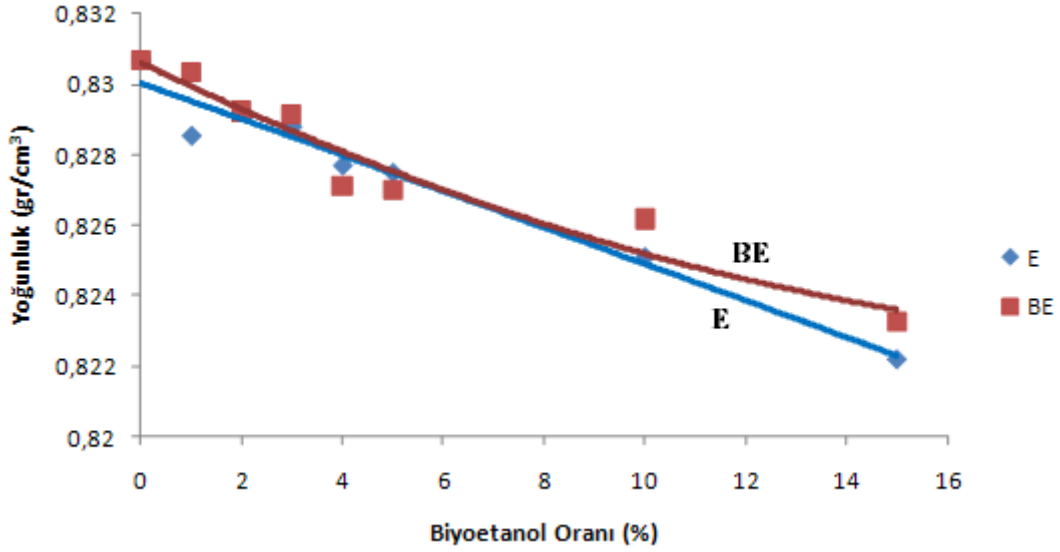 0,832
0,83
0,828
0,826
0,824
0,822
0,82
Yoğunluk (gr/cm³)
BE
E
E
BE
0 2 4 6 8 10 12 14 16
Biyoetanol Oranı (%)